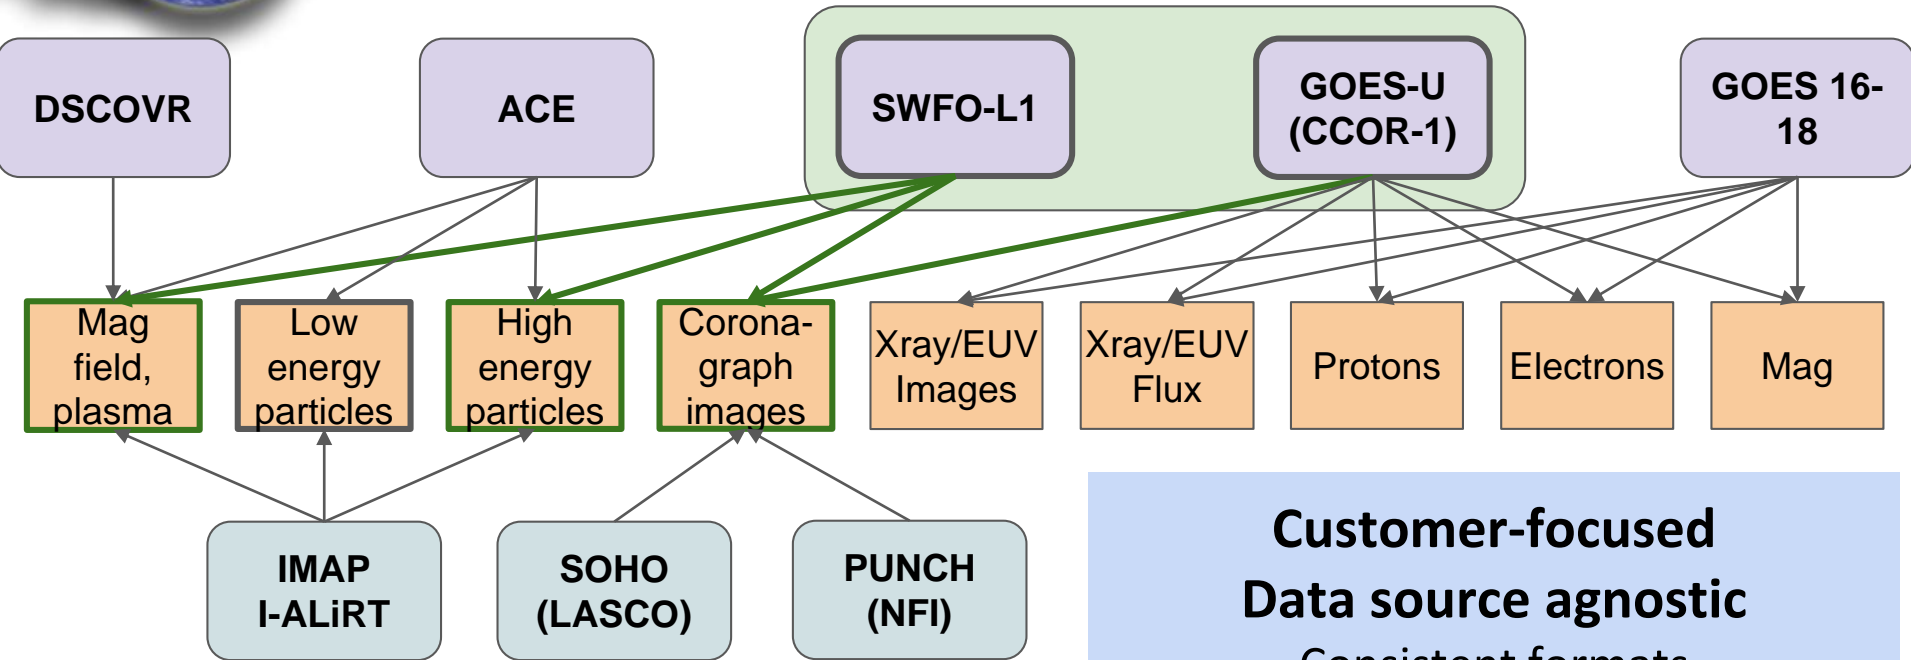 DSCOVR
ACE
SWFO-L1
GOES-U
(CCOR-1)
GOES 16-
18
Mag
field,
plasma
Low
energy
particles
High
energy
particles
Corona-
graph
images
Xray/EUV
Images
Xray/EUV
Flux
Protons
Electrons
Mag
IMAP
I-ALiRT
SOHO
(LASCO)
PUNCH
(NFI)
Customer-focused
Data source agnostic
Consistent formats